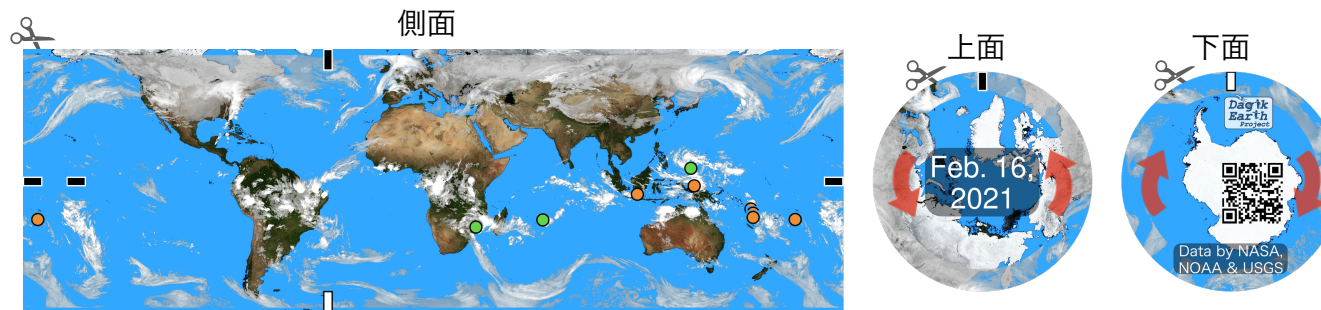 側面
上面
下面
Feb. 16,
2021
Dagik
Earth
Project
Data by NASA,
NOAA & USGS